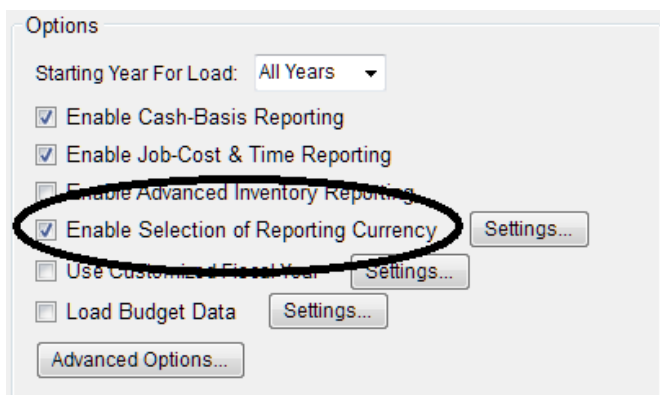 Options
Starting Year For Load: All Years
Enable Cash-Basis Reporting
Enable Job-Cost & Time Reporting
Enable Advanced Inventory Reporting
Enable Selection of Reporting Currency Settings...
Use Customized Fiscal Year Settings...
Load Budget Data Settings...
Advanced Options...